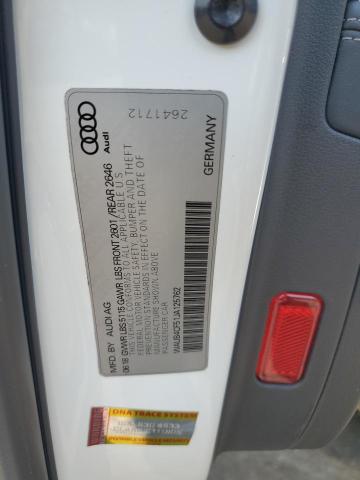 2641712
Audi
GERMANY
MFD. BY AUDI AG
06.18 GVWR LBS 5115 GAWR LBS FRONT 2601 / REAR 2646
THIS VEHICLE CONFORMS TO ALL APPLICABLE U S
FEDERAL MOTOR VEHICLE SAFETY, BUMPER AND THEFT
PREVENTION STANDARDS IN EFFECT ON THE DATE OF
MANUFACTURE SHOWN ABOVE
PASSENGER CAR
WAUB4CF51JA125762
DNA TRACE SYSTEM